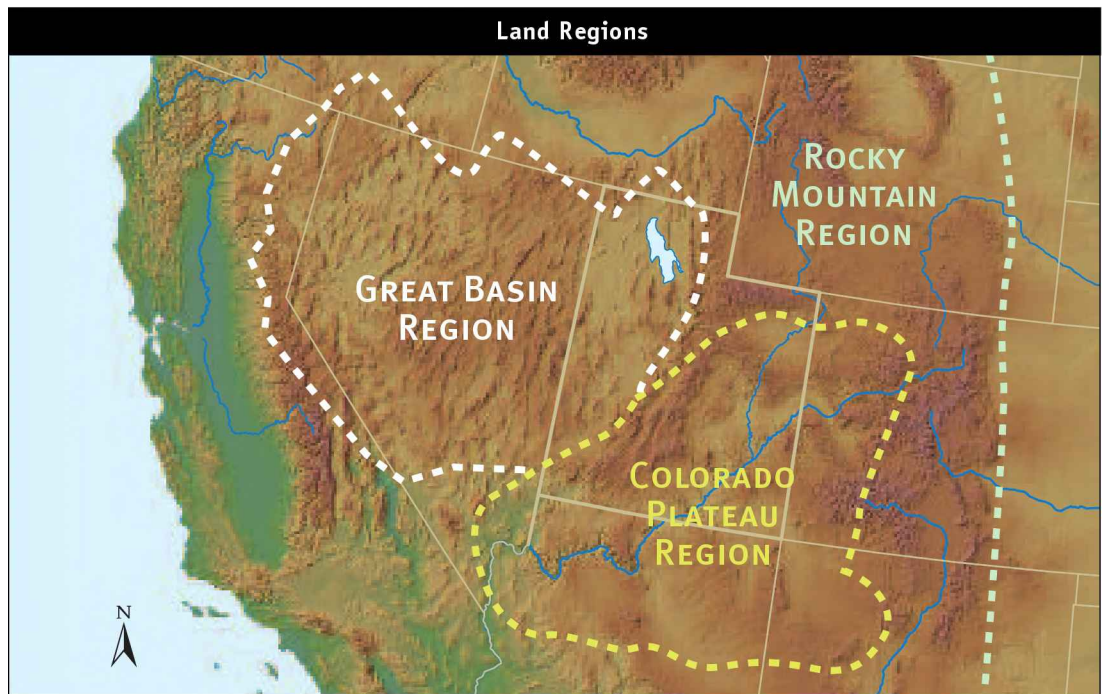 Land Regions
ROCKY
MOUNTAIN
REGION
GREAT BASIN
REGION
COLORADO
PLATEAU
REGION
N